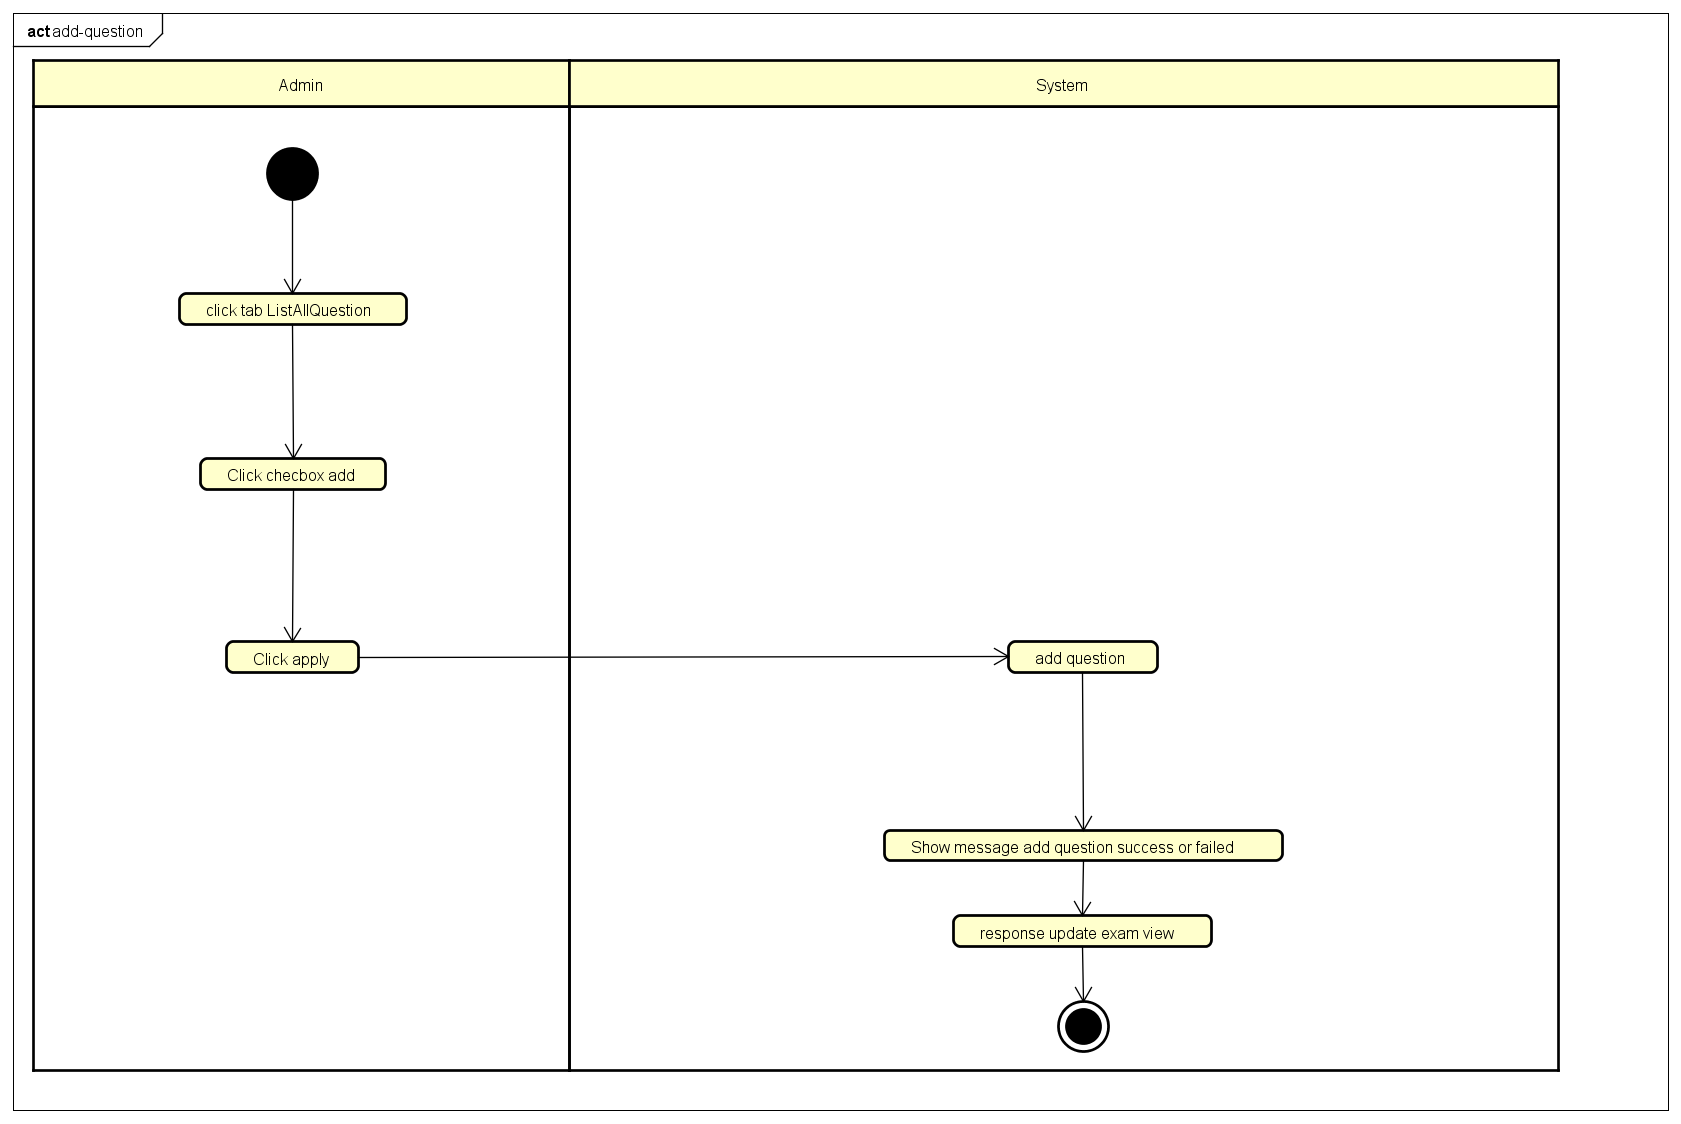 act add-question
Admin
System
click tab ListAllQuestion
Click checbox add
Click apply
add question
Show message add question success or failed
response update exam view